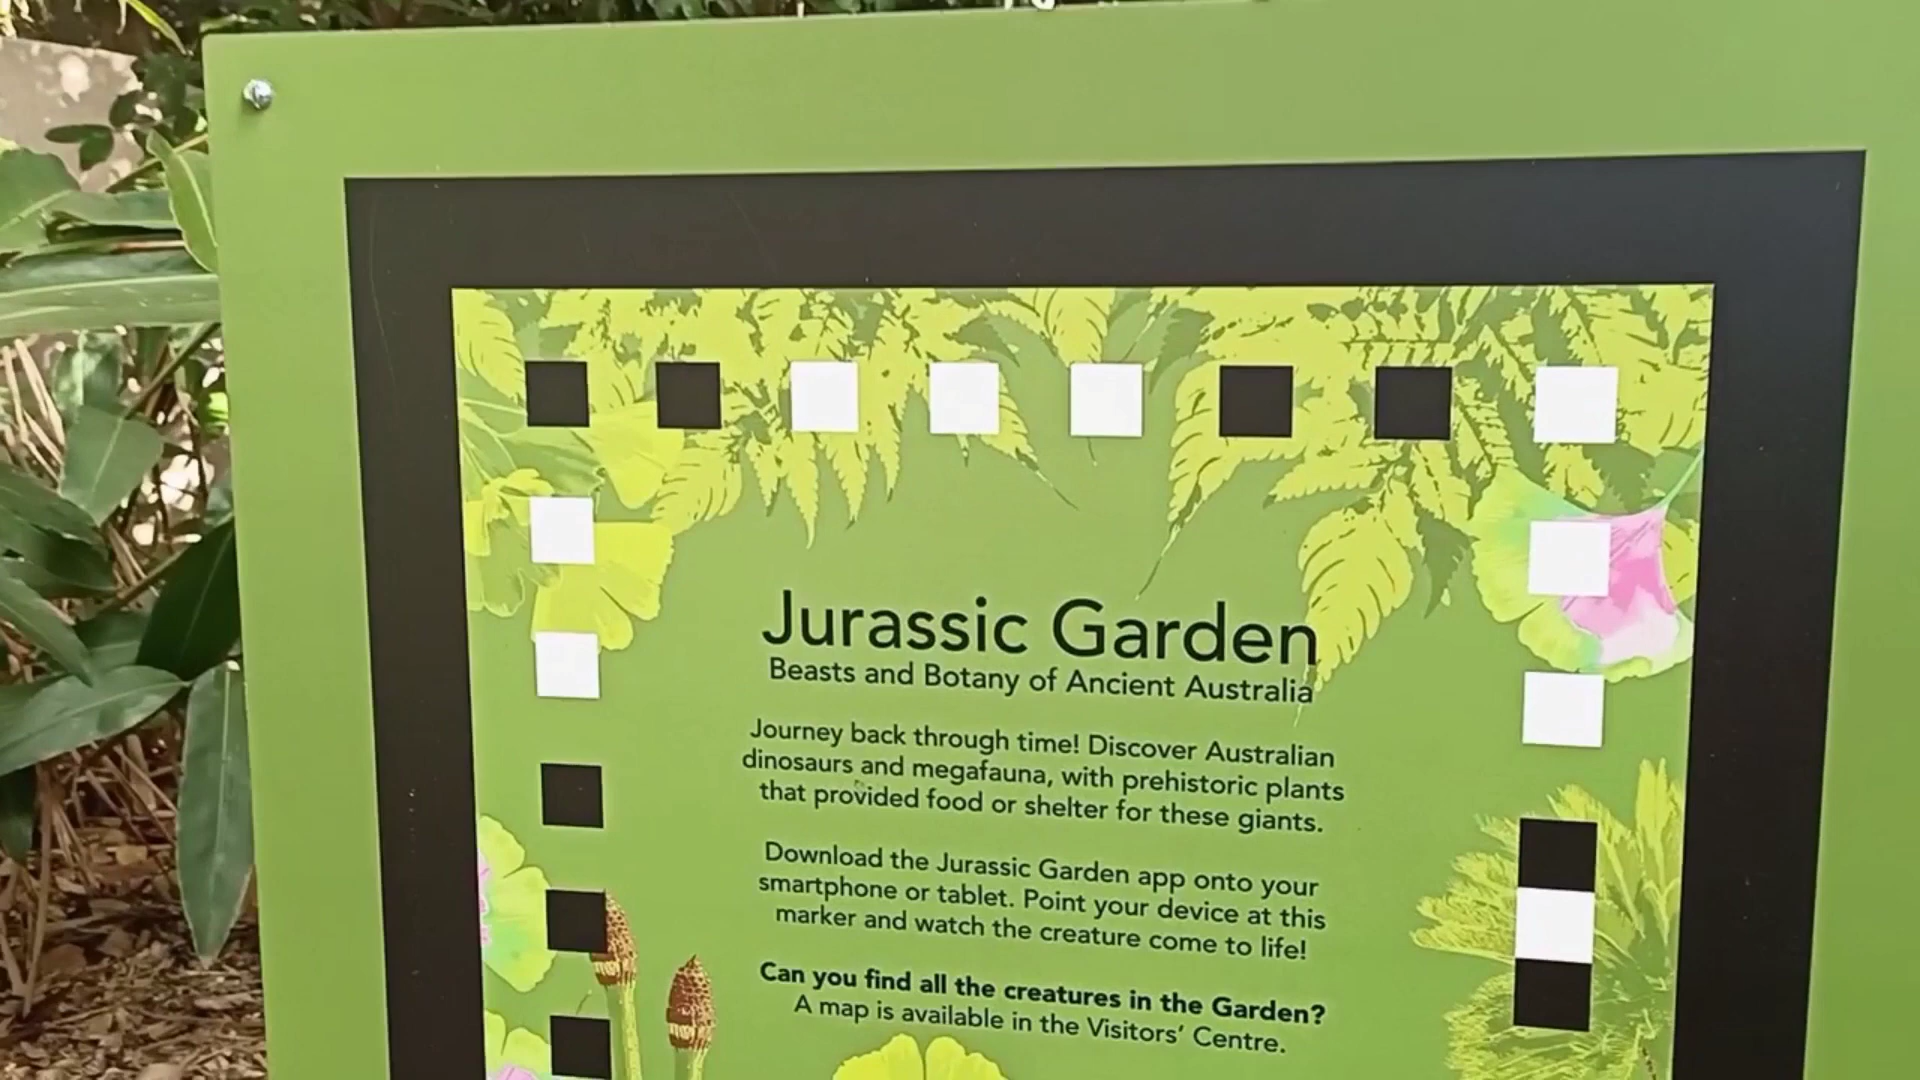 Jurassic Garden
Beasts and Botany of Ancient Australia
Journey back through time! Discover Australian
dinosaurs and megafauna, with prehistoric plants
that provided food or shelter for these giants.
Download the Jurassic Garden app onto your
smartphone or tablet. Point your device at this
marker and watch the creature come to life!
Can you find all the creatures in the Garden?
A map is available in the Visitors’ Centre.